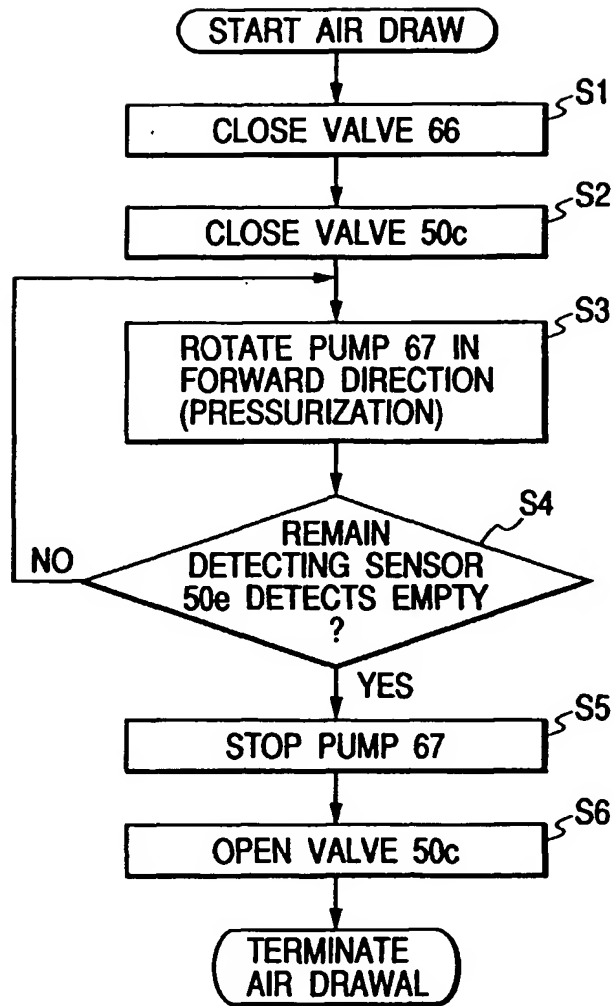 START AIR DRAW
S1
CLOSE VALVE 66
S2
CLOSE VALVE 50c
S3
ROTATE PUMP 67 IN
FORWARD DIRECTION
(PRESSURIZATION)
S4
REMAIN
DETECTING SENSOR
50e DETECTS EMPTY
?
NO
YES
S5
STOP PUMP 67
S6
OPEN VALVE 50c
TERMINATE
AIR DRAWAL